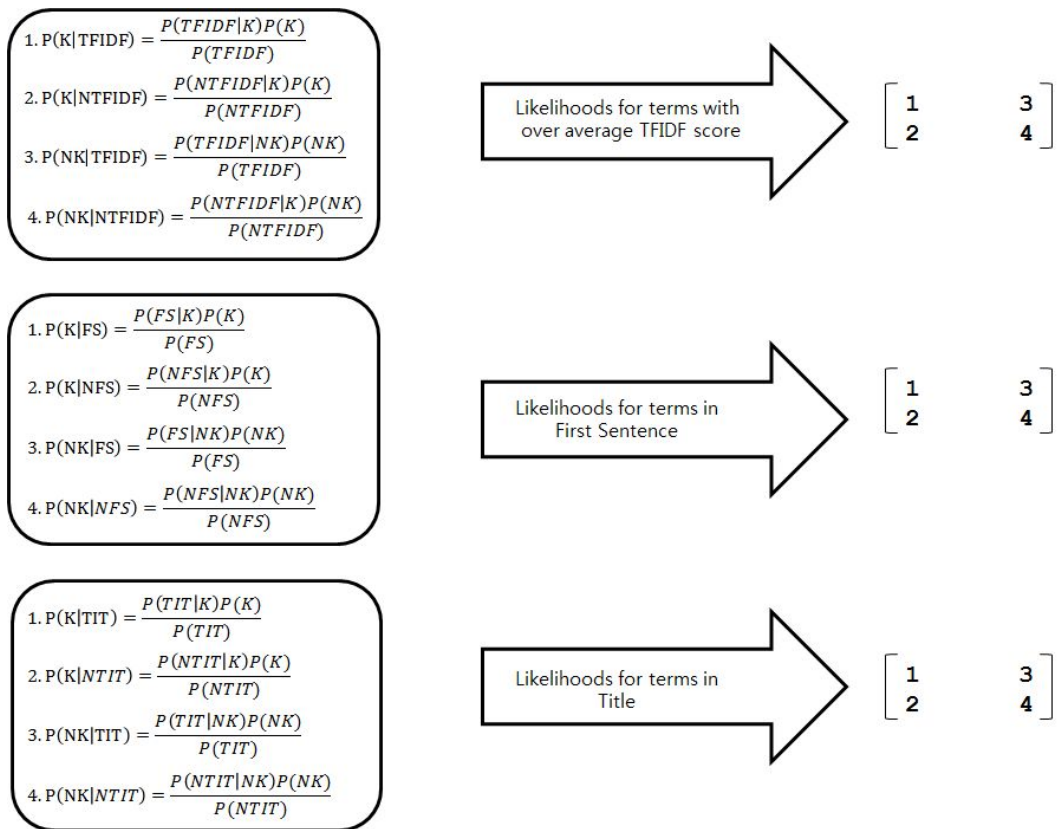 1. P(K|TFIDF) = P(TFIDF|K)P(K) / P(TFIDF)
2. P(K|NTFIDF) = P(NTFIDF|K)P(K) / P(NTFIDF)
3. P(NK|TFIDF) = P(TFIDF|NK)P(NK) / P(TFIDF)
4. P(NK|NTFIDF) = P(NTFIDF|K)P(NK) / P(NTFIDF)
Likelihoods for terms with
over average TFIDF score
1 3
2 4
1. P(K|FS) = P(FS|K)P(K) / P(FS)
2. P(K|NFS) = P(NFS|K)P(K) / P(NFS)
3. P(NK|FS) = P(FS|NK)P(NK) / P(FS)
4. P(NK|NFS) = P(NFS|NK)P(NK) / P(NFS)
Likelihoods for terms in
First Sentence
1 3
2 4
1. P(K|TIT) = P(TIT|K)P(K) / P(TIT)
2. P(K|NTIT) = P(NTIT|K)P(K) / P(NTIT)
3. P(NK|TIT) = P(TIT|NK)P(NK) / P(TIT)
4. P(NK|NTIT) = P(NTIT|NK)P(NK) / P(NTIT)
Likelihoods for terms in
Title
1 3
2 4